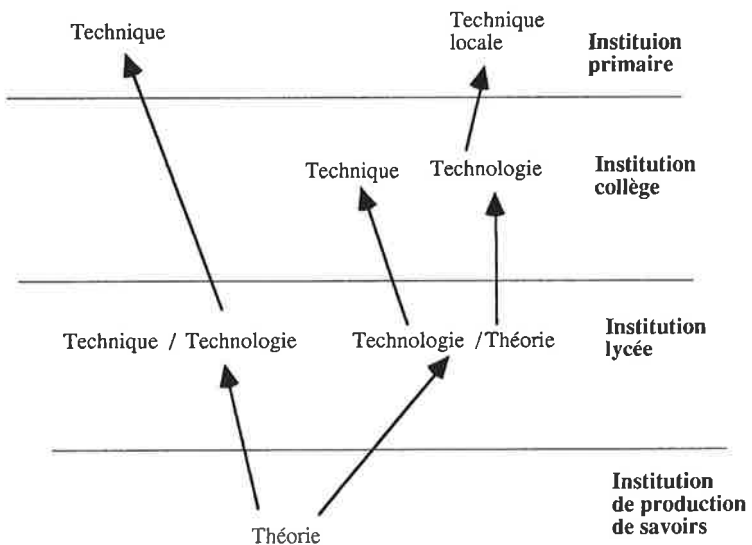 Technique
Technique
locale
Instituion
primaire
Technique
Technologie
Institution
collège
Technique / Technologie
Technologie /Théorie
Institution
lycée
Théorie
Institution
de production
de savoirs